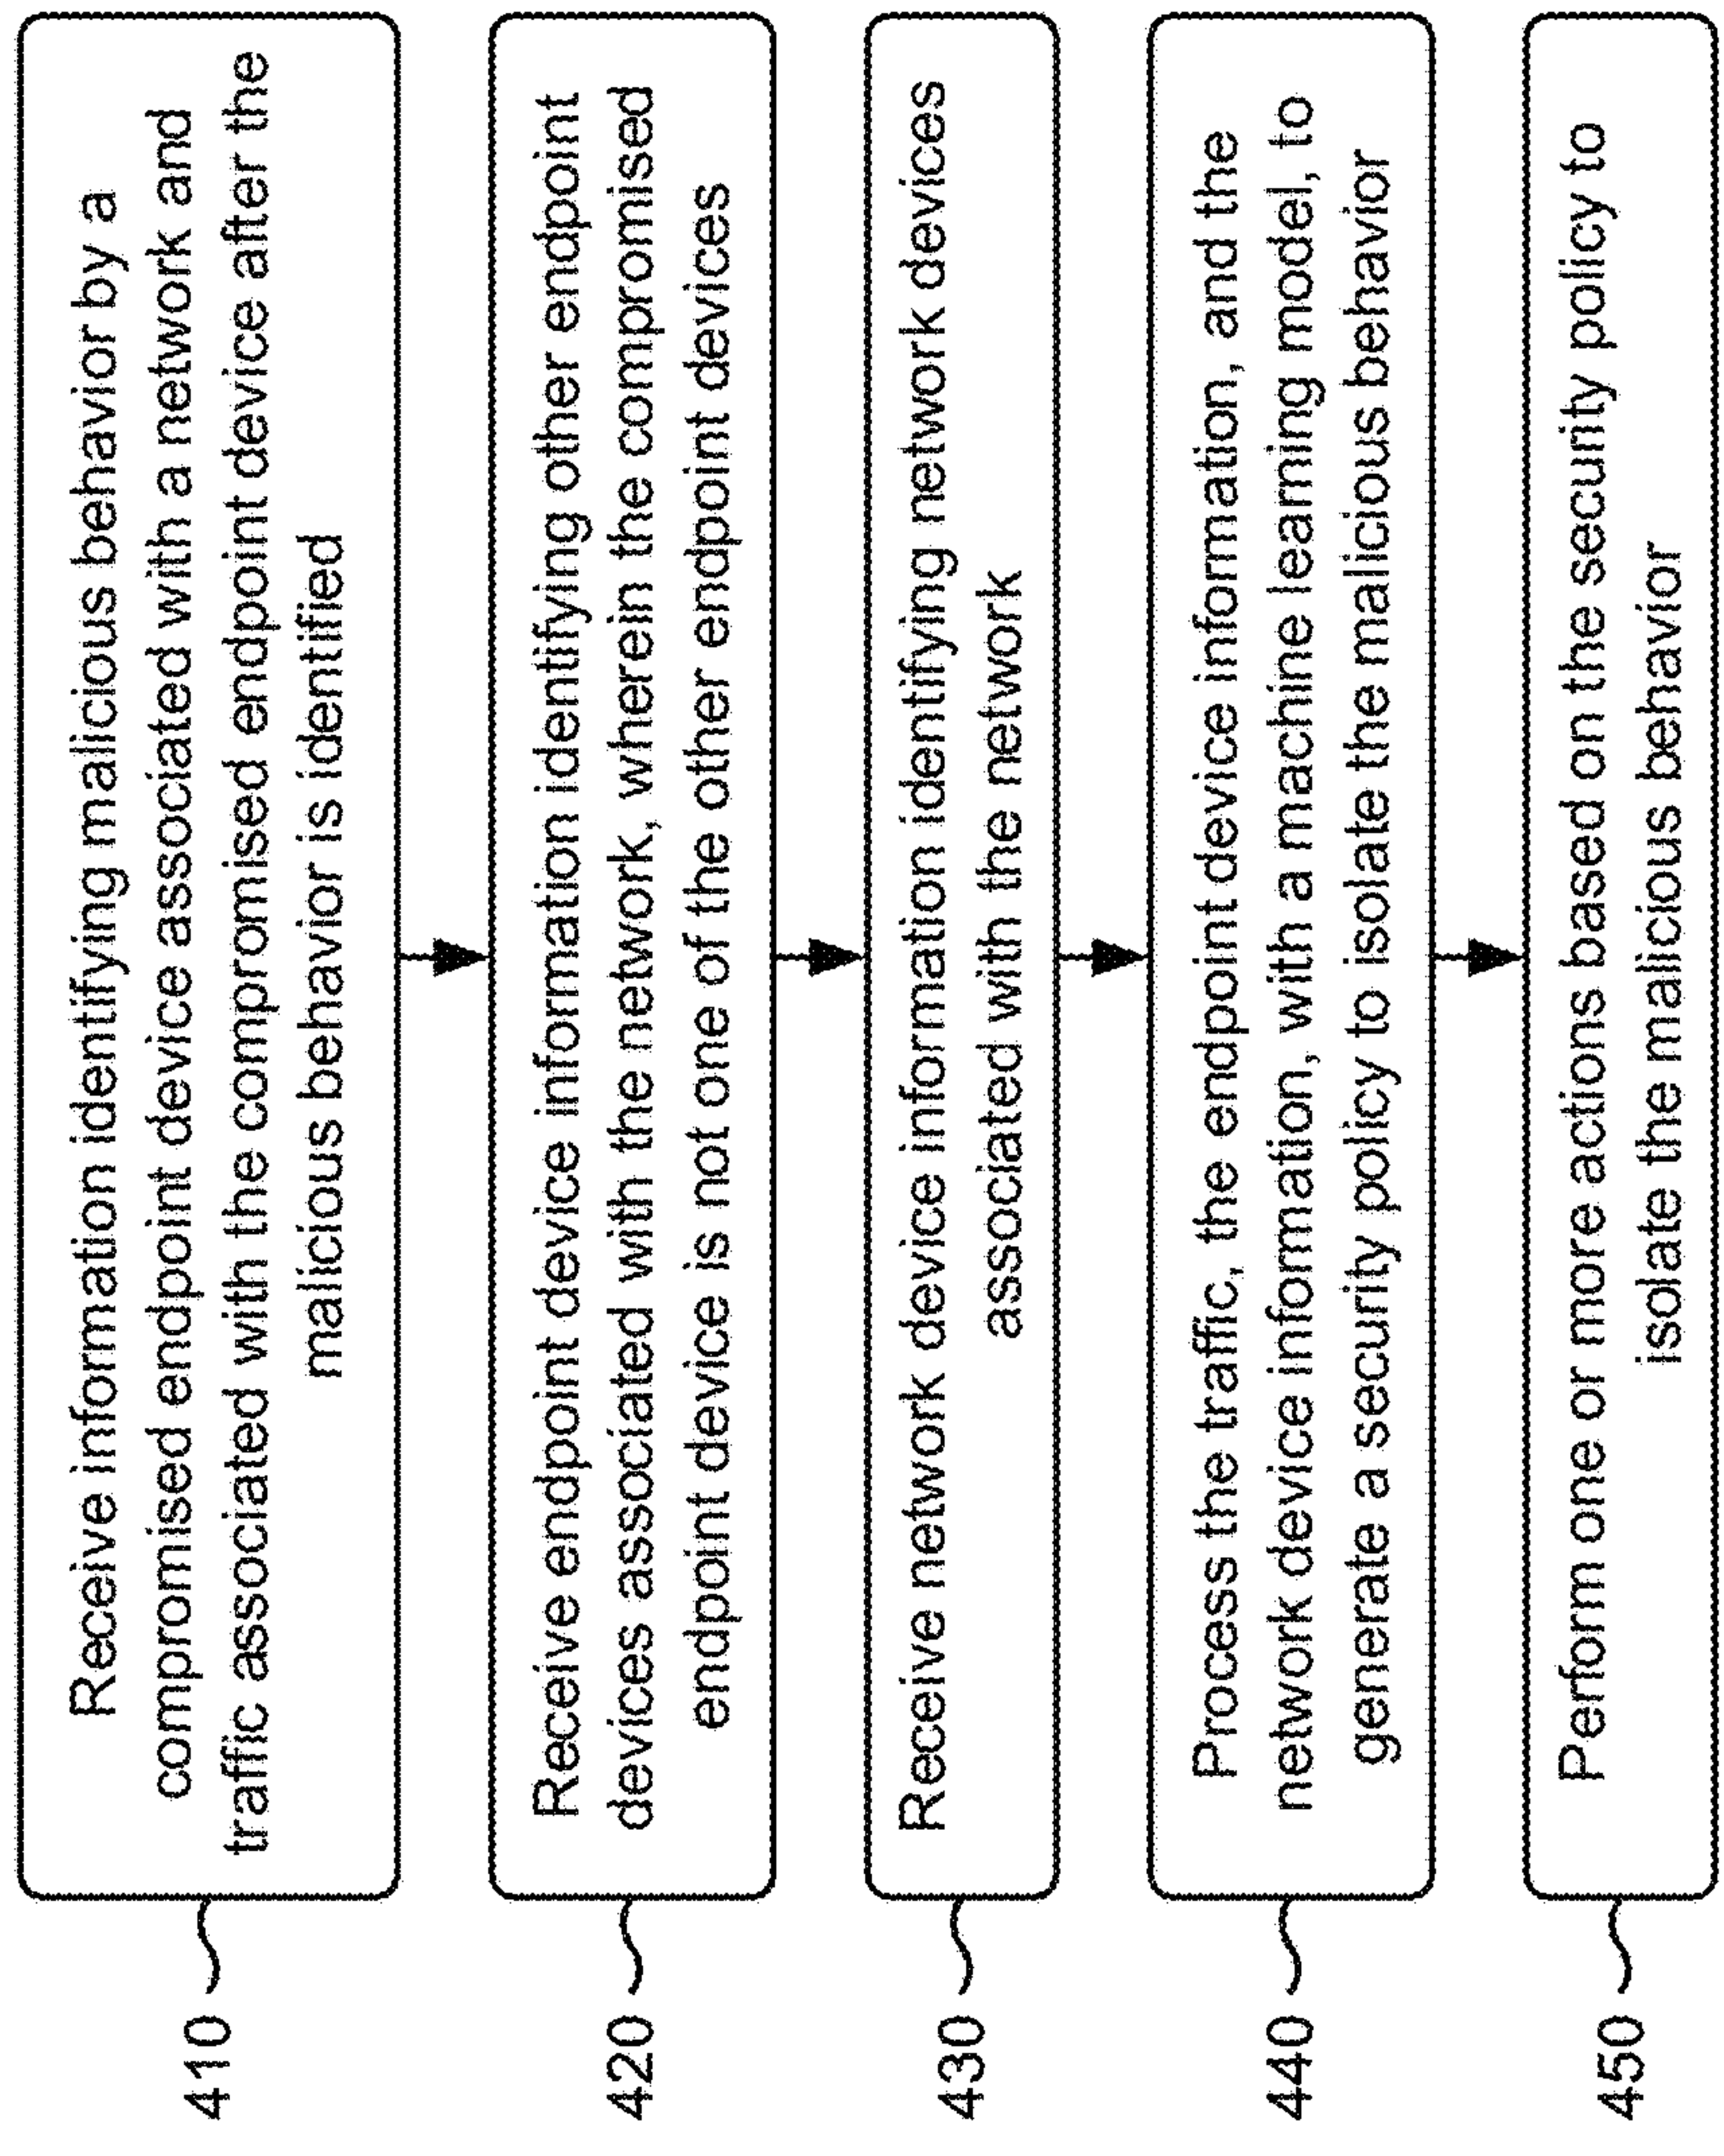 410
Receive information identifying malicious behavior by a
compromised endpoint device associated with a network and
traffic associated with the compromised endpoint device after the
malicious behavior is identified
420
Receive endpoint device information identifying other endpoint
devices associated with the network, wherein the compromised
endpoint device is not one of the other endpoint devices
430
Receive network device information identifying network devices
associated with the network
440
Process the traffic, the endpoint device information, and the
network device information, with a machine learning model, to
generate a security policy to isolate the malicious behavior
450
Perform one or more actions based on the security policy to
isolate the malicious behavior